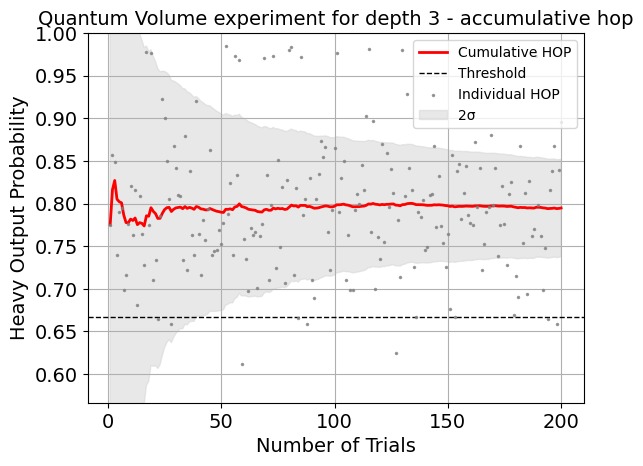 Quantum Volume experiment for depth 3 - accumulative hop
Heavy Output Probability
1.00
0.95
0.90
0.85
0.80
0.75
0.70
0.65
0.60
Cumulative HOP
Threshold
Individual HOP
2σ
0
50
100
150
200
Number of Trials